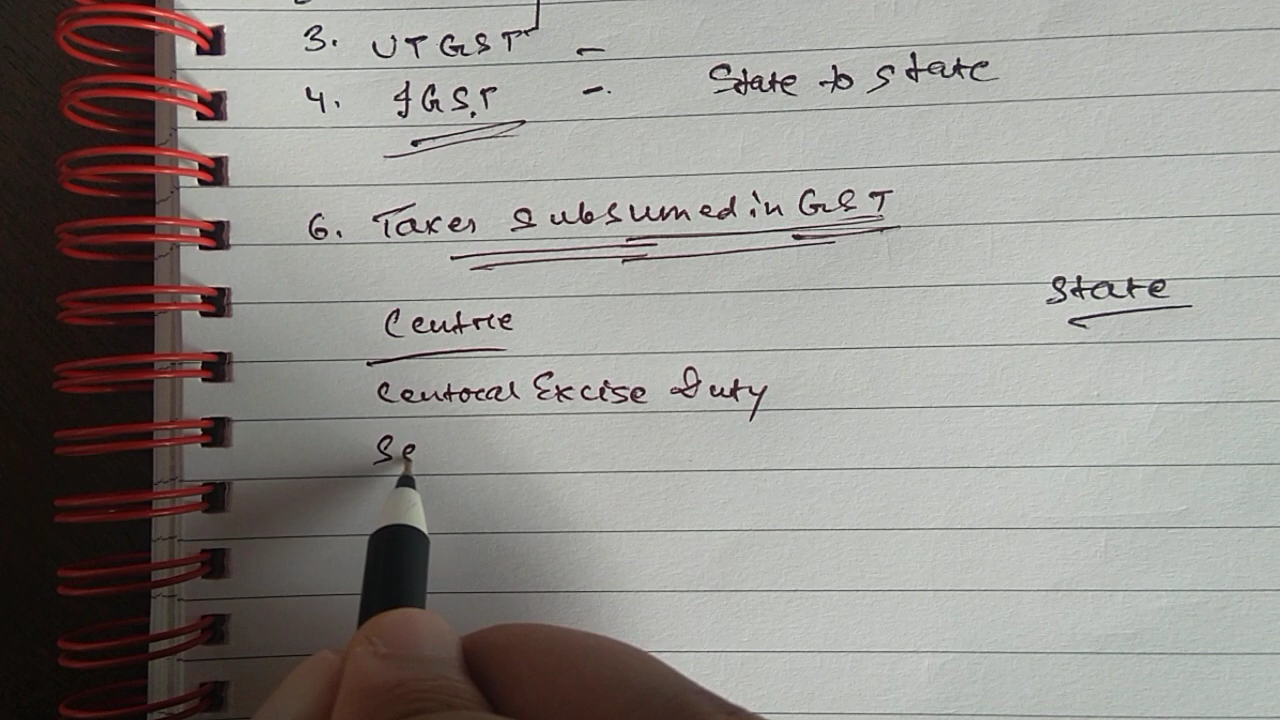 3. UTGST -
4. IGST -. State to state
6. Taxes subsumed in GST
Centre State
Central Excise Duty
Se